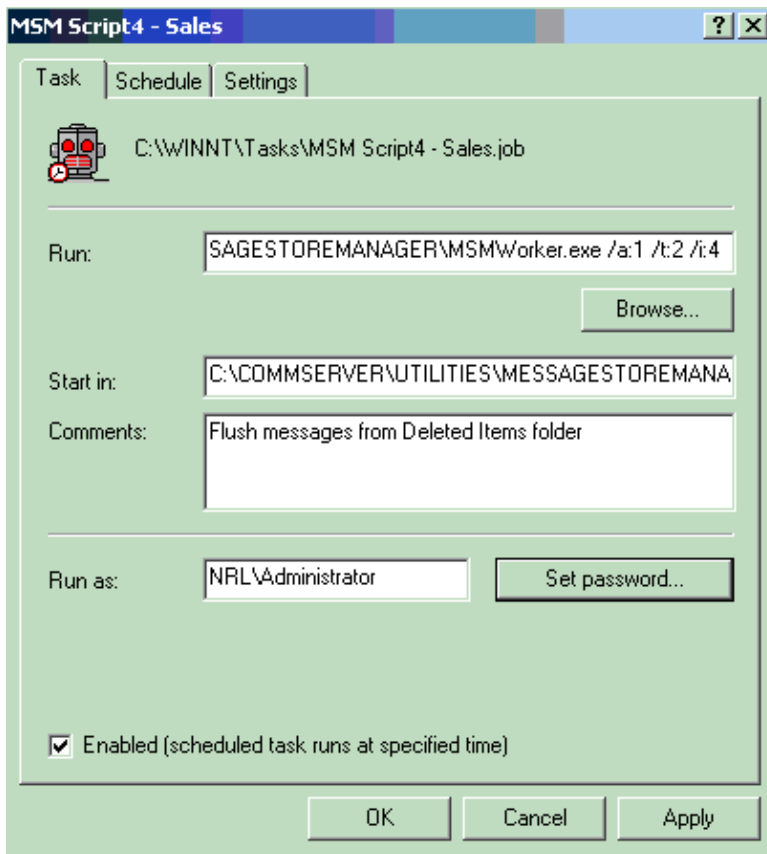 MSM Script4 - Sales
Task Schedule Settings
C:\WINNT\Tasks\MSM Script4 - Sales.job
Run: SAGESTOREMANAGER\MSMWorker.exe /a:1 /t:2 /i:4
Browse...
Start in: C:\COMMSERVER\UTILITIES\MESSAGESTOREMANA
Comments: Flush messages from Deleted Items folder
Run as: NRL\Administrator Set password...
Enabled (scheduled task runs at specified time)
OK Cancel Apply